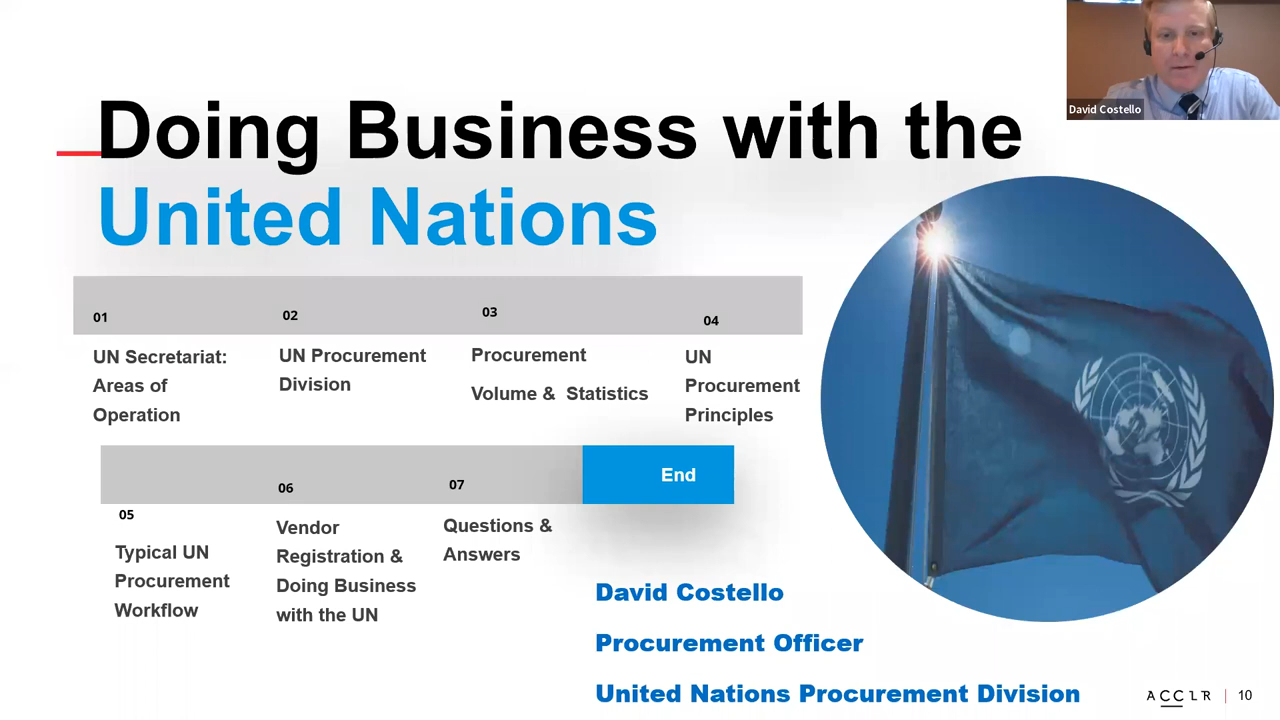 David Costello
Doing Business with the
United Nations
01
02
03
04
UN Secretariat:
Areas of
Operation
UN Procurement
Division
Procurement
Volume & Statistics
UN
Procurement
Principles
05
06
07
End
Typical UN
Procurement
Workflow
Vendor
Registration &
Doing Business
with the UN
Questions &
Answers
David Costello
Procurement Officer
United Nations Procurement Division
ACCLR | 10